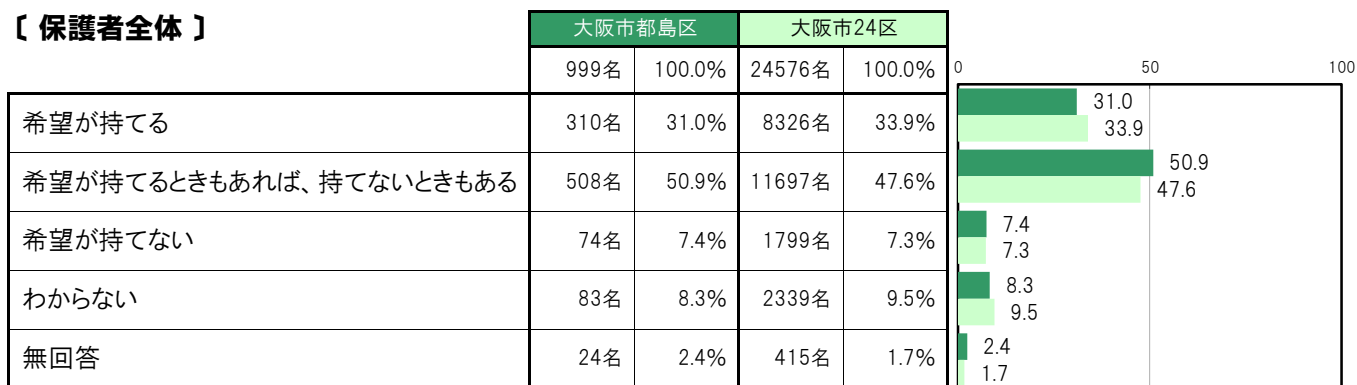 〔 保護者全体 〕
大阪市都島区 大阪市24区
999名 100.0% 24576名 100.0%
0 50 100
希望が持てる 310名 31.0% 8326名 33.9%
31.0
33.9
希望が持てるときもあれば、持てないときもある 508名 50.9% 11697名 47.6%
50.9
47.6
希望が持てない 74名 7.4% 1799名 7.3%
7.4
7.3
わからない 83名 8.3% 2339名 9.5%
8.3
9.5
無回答 24名 2.4% 415名 1.7%
2.4
1.7